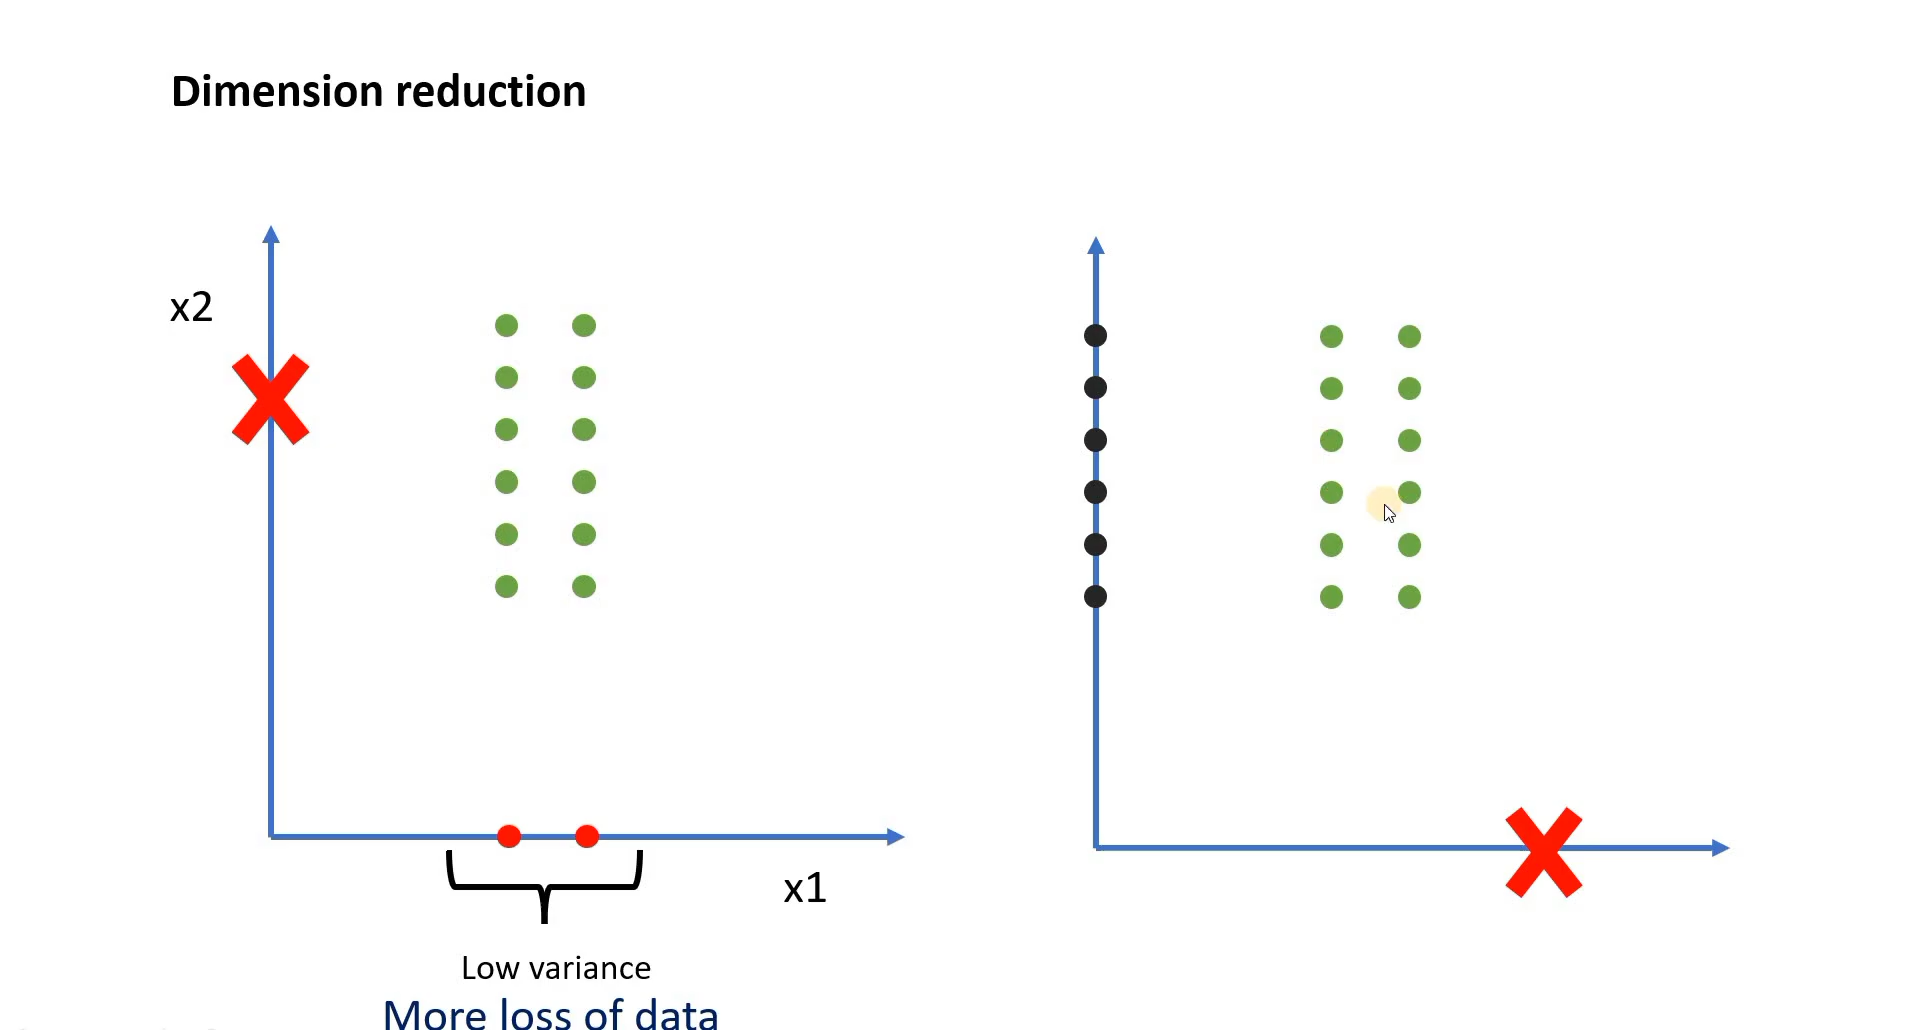 Dimension reduction
x2
x1
Low variance
More loss of data